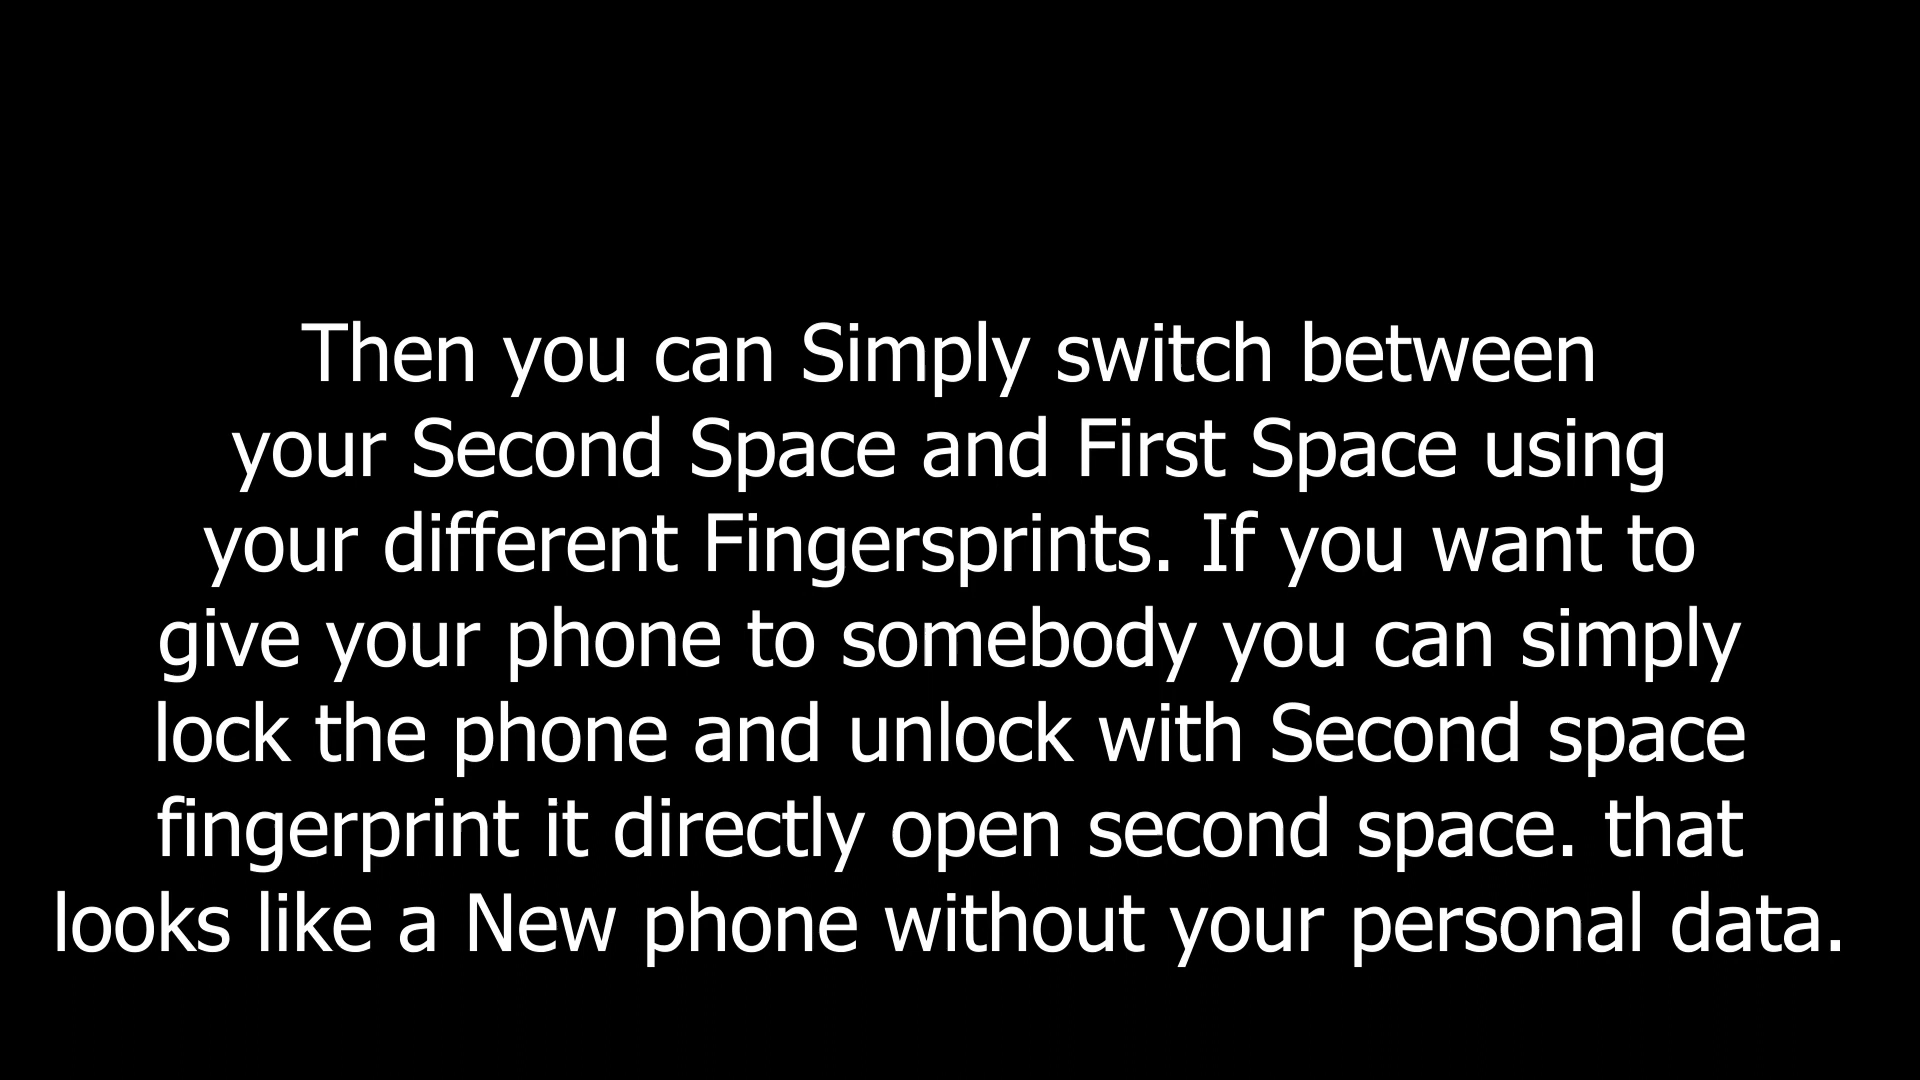 Then you can Simply switch between
your Second Space and First Space using
your different Fingersprints. If you want to
give your phone to somebody you can simply
lock the phone and unlock with Second space
fingerprint it directly open second space. that
looks like a New phone without your personal data.